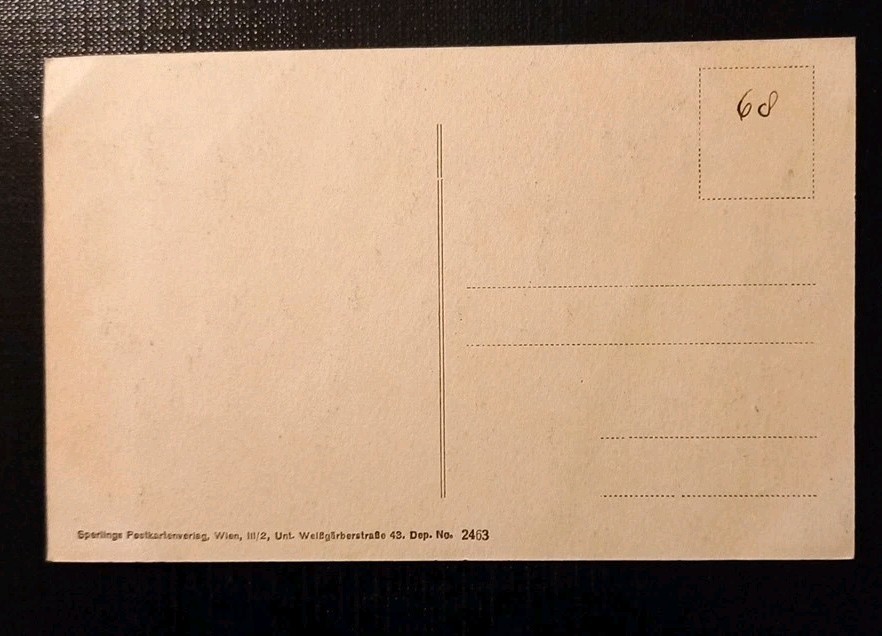 68
Sperlings Postkartenverlag, Wien, III/2, Unt. Weißgärberstraße 43. Dep. No. 2463